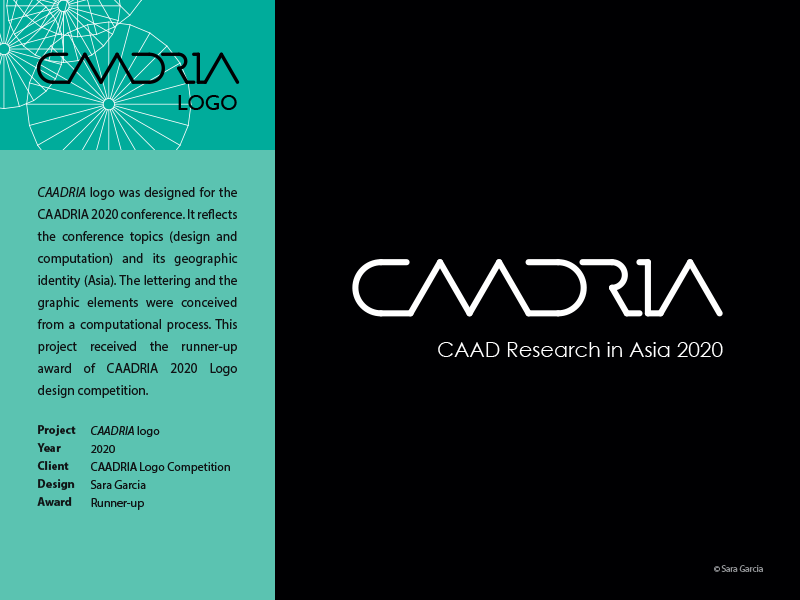 CAADRIA
LOGO
CAADRIA logo was designed for the
CAADRIA 2020 conference. It reflects
the conference topics (design and
computation) and its geographic
identity (Asia). The lettering and the
graphic elements were conceived
from a computational process. This
project received the runner-up
award of CAADRIA 2020 Logo
design competition.
Project CAADRIA logo
Year 2020
Client CAADRIA Logo Competition
Design Sara Garcia
Award Runner-up
CAADRIA
CAAD Research in Asia 2020
© Sara Garcia